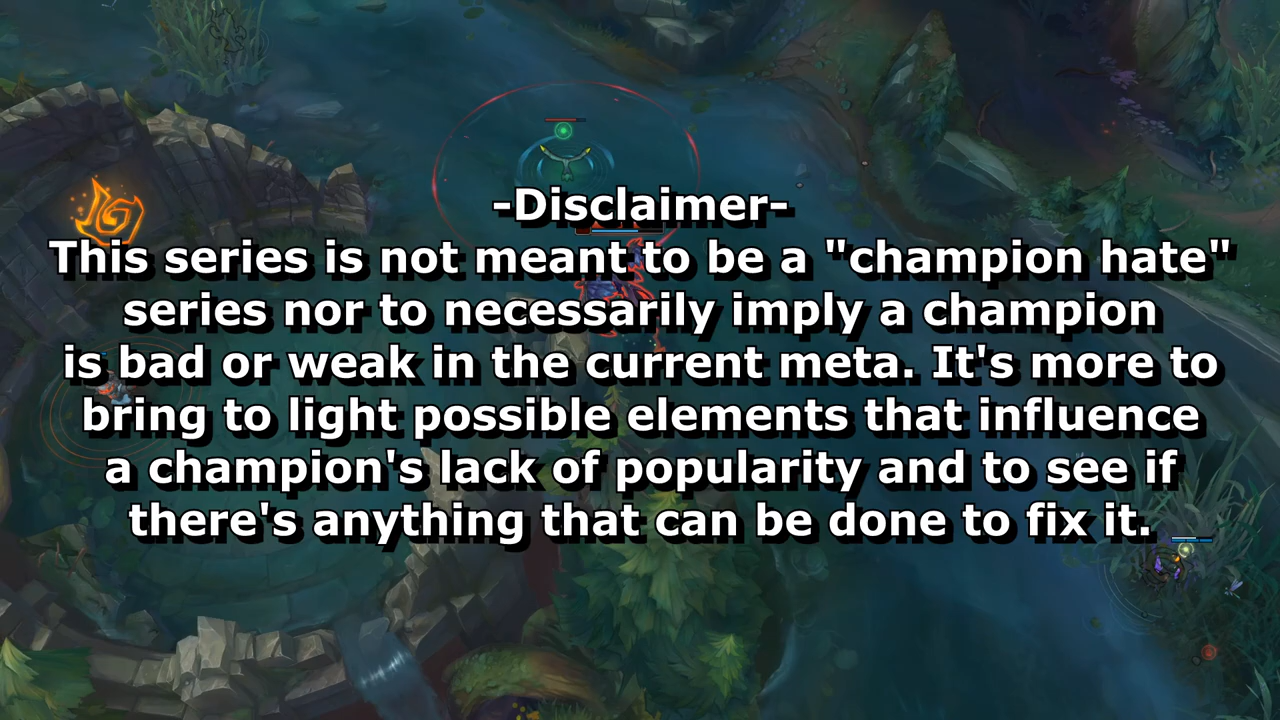 -Disclaimer-
This series is not meant to be a "champion hate"
series nor to necessarily imply a champion
is bad or weak in the current meta. It's more to
bring to light possible elements that influence
a champion's lack of popularity and to see if
there's anything that can be done to fix it.